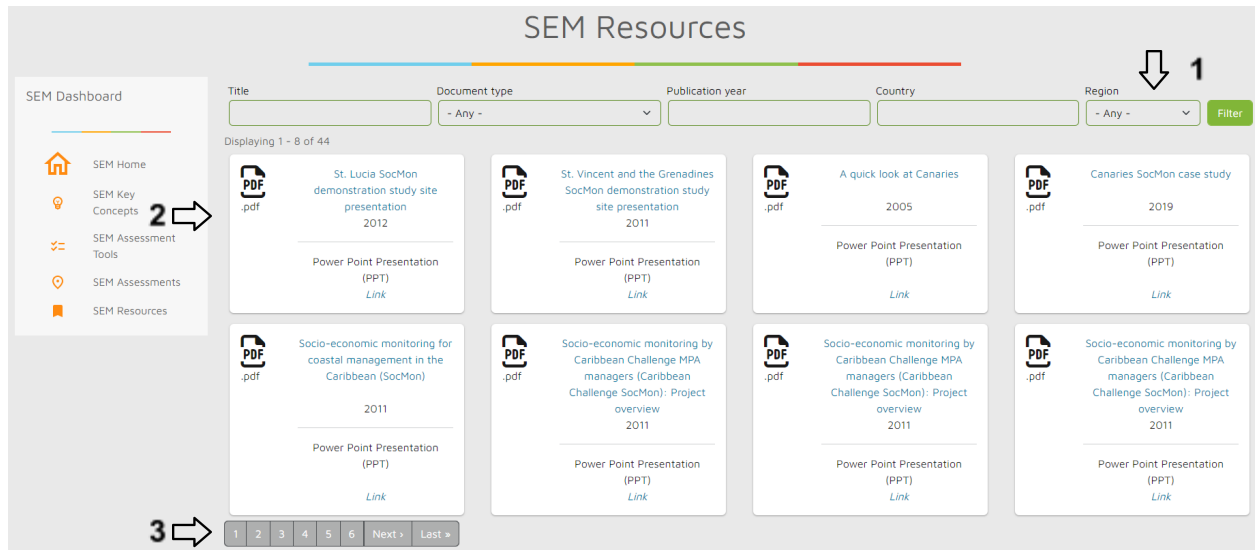 SEM Resources
1
SEM Dashboard
SEM Home
SEM Key
Concepts
SEM Assessment
Tools
SEM Assessments
SEM Resources
Title
Document type
Publication year
Country
Region
- Any -
- Any -
Filter
Displaying 1 - 8 of 44
2
PDF
.pdf
St. Lucia SocMon
demonstration study site
presentation
2012
Power Point Presentation
(PPT)
Link
PDF
.pdf
St. Vincent and the Grenadines
SocMon demonstration study
site presentation
2011
Power Point Presentation
(PPT)
Link
PDF
.pdf
A quick look at Canaries
2005
Power Point Presentation
(PPT)
Link
PDF
.pdf
Canaries SocMon case study
2019
Power Point Presentation
(PPT)
Link
PDF
.pdf
Socio-economic monitoring for
coastal management in the
Caribbean (SocMon)
2011
Power Point Presentation
(PPT)
Link
PDF
.pdf
Socio-economic monitoring by
Caribbean Challenge MPA
managers (Caribbean
Challenge SocMon): Project
overview
2011
Power Point Presentation
(PPT)
Link
PDF
.pdf
Socio-economic monitoring by
Caribbean Challenge MPA
managers (Caribbean
Challenge SocMon): Project
overview
2011
Power Point Presentation
(PPT)
Link
PDF
.pdf
Socio-economic monitoring by
Caribbean Challenge MPA
managers (Caribbean
Challenge SocMon): Project
overview
2011
Power Point Presentation
(PPT)
Link
3
1 2 3 4 5 6 Next › Last »